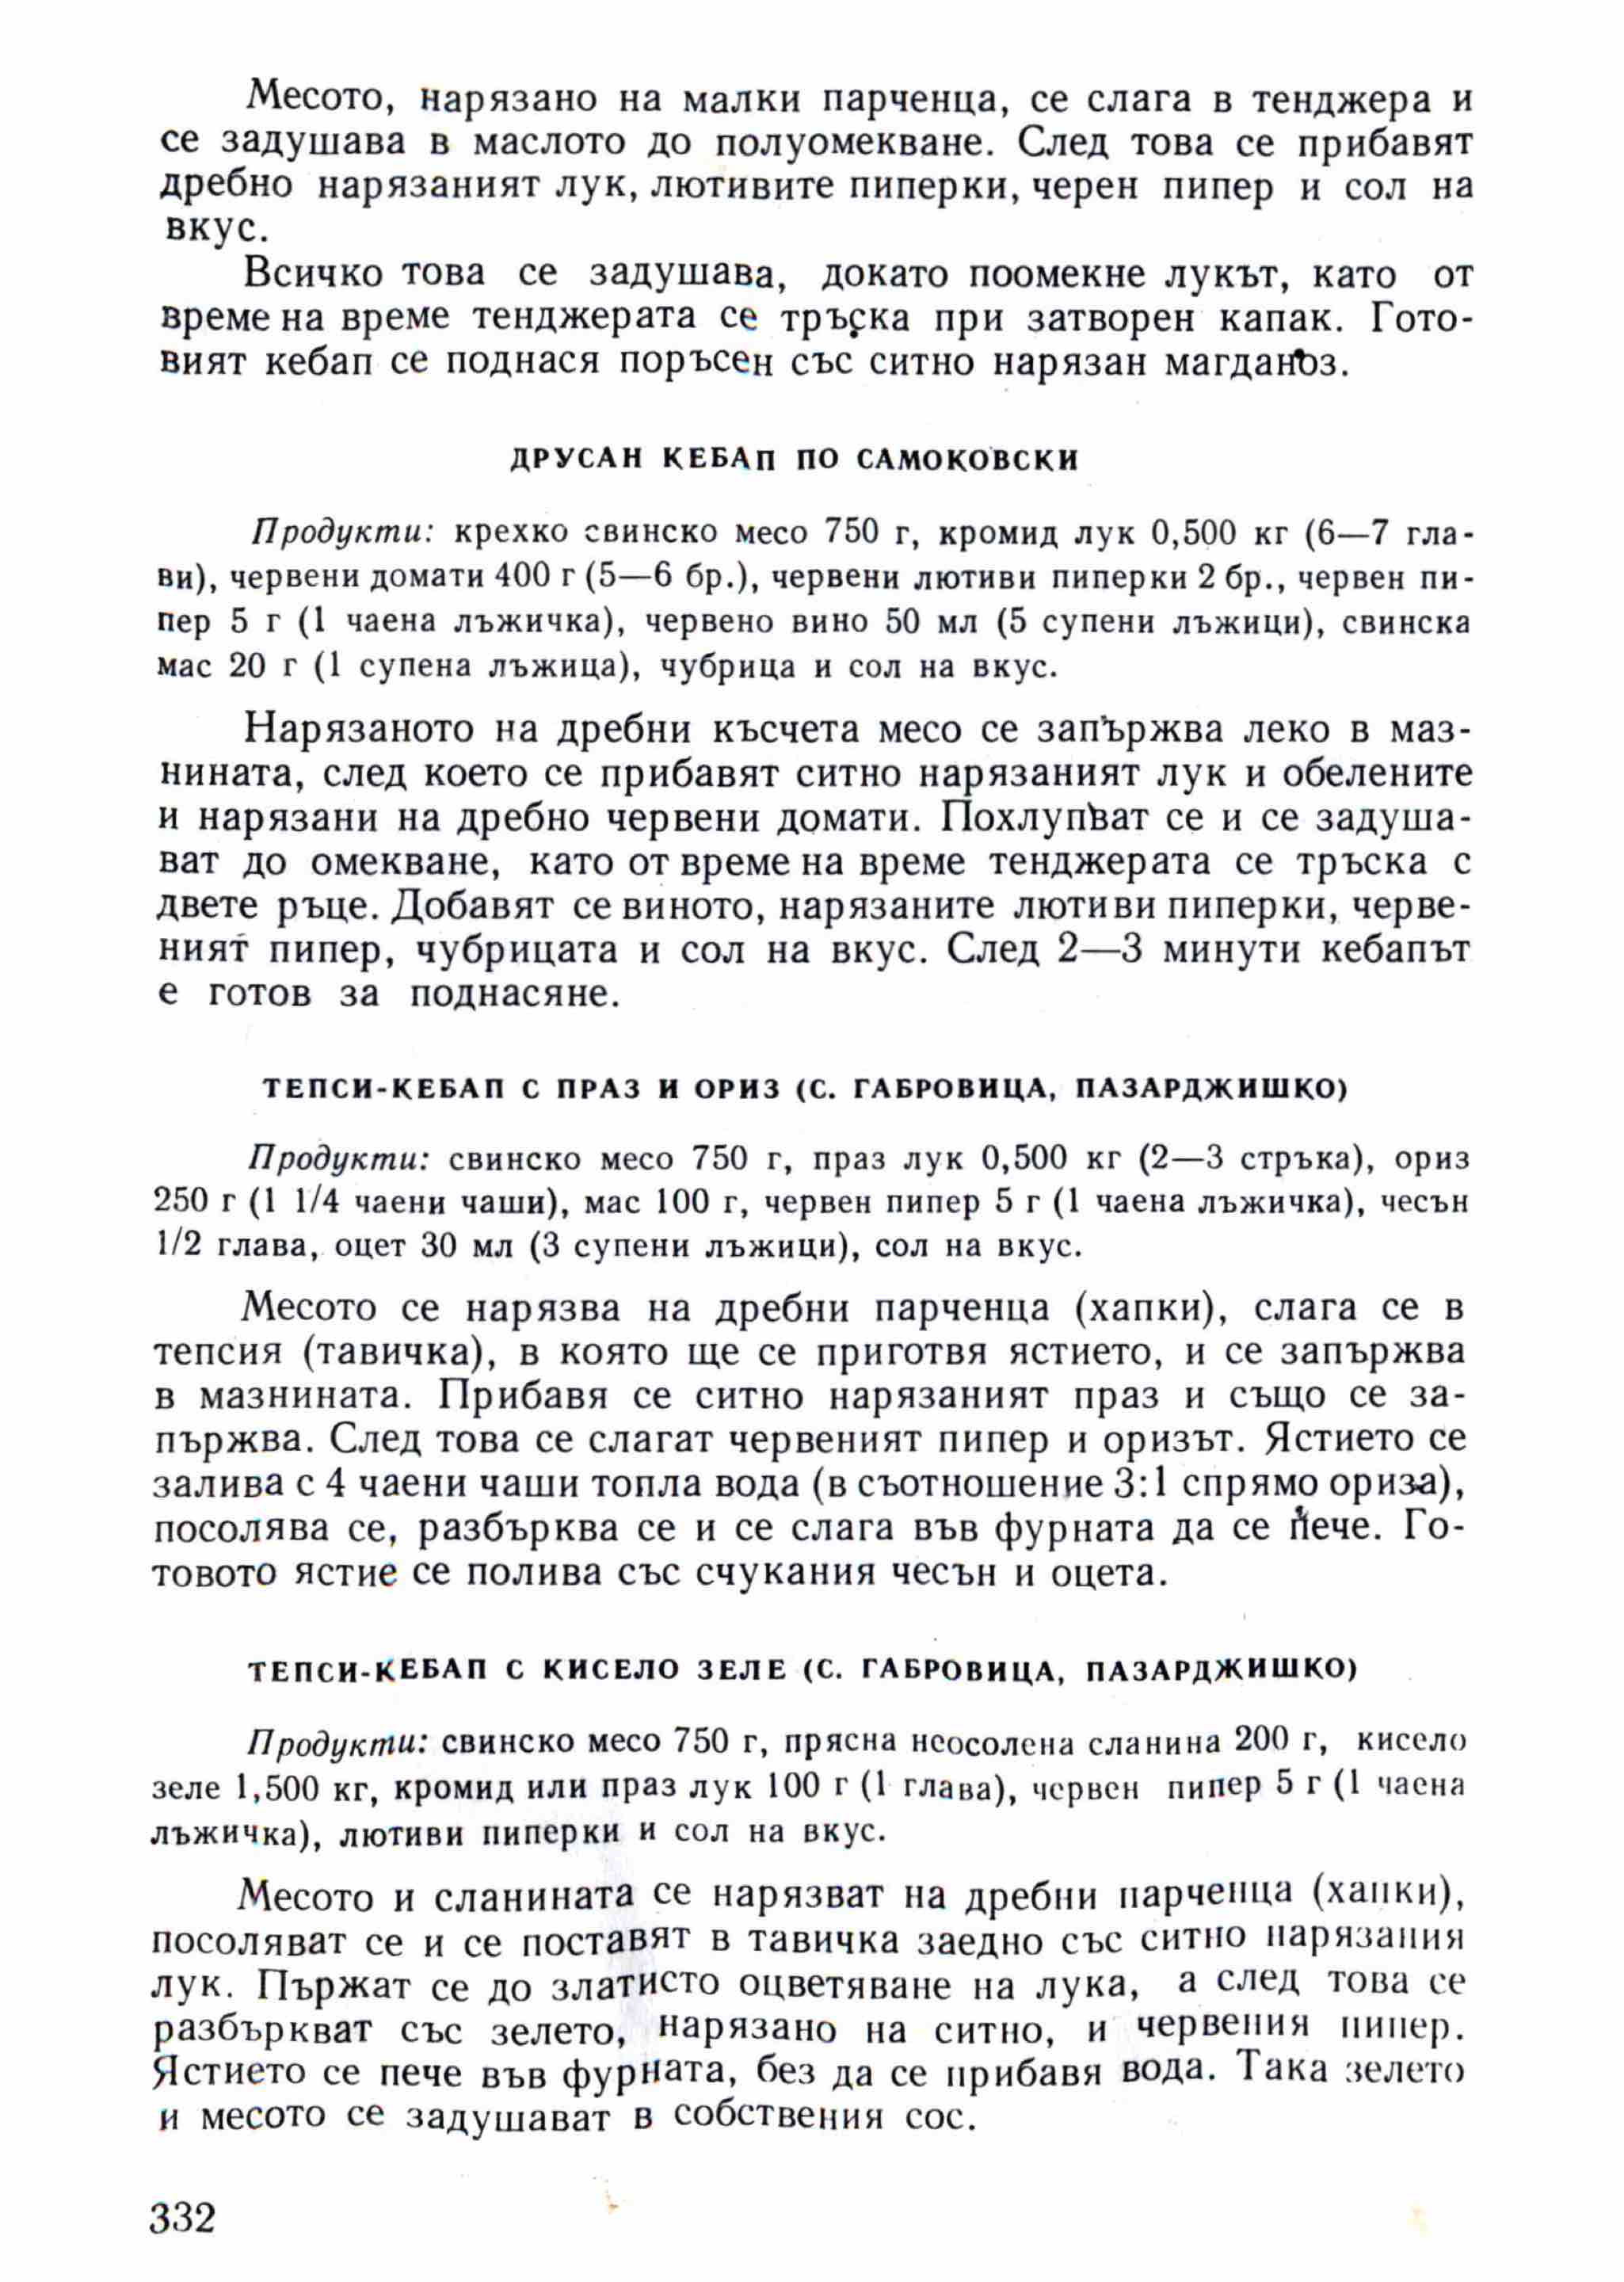 Месото, нарязано на малки парченца, се слага в тенджера и
се задушава в маслото до полуомекване. След това се прибавят
дребно нарязаният лук, лютивите пиперки, черен пипер и сол на
вкус.
Всичко това се задушава, докато поомекне лукът, като от
време на време тенджерата се тръска при затворен капак. Гото-
вият кебап се поднася поръсен със ситно нарязан магданоз.
ДРУСАН КЕБАП ПО САМОКОВСКИ
Продукти: крехко свинско месо 750 г, кромид лук 0,500 кг (6—7 гла-
ви), червени домати 400 г (5—6 бр.), червени лютиви пиперки 2 бр., червен пи-
пер 5 г (1 чаена лъжичка), червено вино 50 мл (5 супени лъжици), свинска
мас 20 г (1 супена лъжица), чубрица и сол на вкус.
Нарязаното на дребни късчета месо се запържва леко в маз-
нината, след което се прибавят ситно нарязаният лук и обелените
и нарязани на дребно червени домати. Похлупват се и се задуша-
ват до омекване, като от време на време тенджерата се тръска с
двете ръце. Добавят се виното, нарязаните лютиви пиперки, черве-
ният пипер, чубрицата и сол на вкус. След 2—3 минути кебапът
е готов за поднасяне.
ТЕПСИ-КЕБАП С ПРАЗ И ОРИЗ (С. ГАБРОВИЦА, ПАЗАРДЖИШКО)
Продукти: свинско месо 750 г, праз лук 0,500 кг (2—3 стръка), ориз
250 г (1 1/4 чаени чаши), мас 100 г, червен пипер 5 г (1 чаена лъжичка), чесън
1/2 глава, оцет 30 мл (3 супени лъжици), сол на вкус.
Месото се нарязва на дребни парченца (хапки), слага се в
тепсия (тавичка), в която ще се приготвя ястието, и се запържва
в мазнината. Прибавя се ситно нарязаният праз и също се за-
пържва. След това се слагат червеният пипер и оризът. Ястието се
залива с 4 чаени чаши топла вода (в съотношение 3:1 спрямо ориза),
посолява се, разбърква се и се слага във фурната да се пече. Го-
товото ястие се полива със счукания чесън и оцета.
ТЕПСИ-КЕБАП С КИСЕЛО ЗЕЛЕ (С. ГАБРОВИЦА, ПАЗАРДЖИШКО)
Продукти: свинско месо 750 г, прясна неосолена сланина 200 г, кисело
зеле 1,500 кг, кромид или праз лук 100 г (1 глава), червен пипер 5 г (1 чаена
лъжичка), лютиви пиперки и сол на вкус.
Месото и сланината се нарязват на дребни парченца (хапки),
посоляват се и се поставят в тавичка заедно със ситно нарязания
лук. Пържат се до златисто оцветяване на лука, а след това се
разбъркват със зелето, нарязано на ситно, и червения пипер.
Ястието се пече във фурната, без да се прибавя вода. Така зелето
и месото се задушават в собствения сос.
332